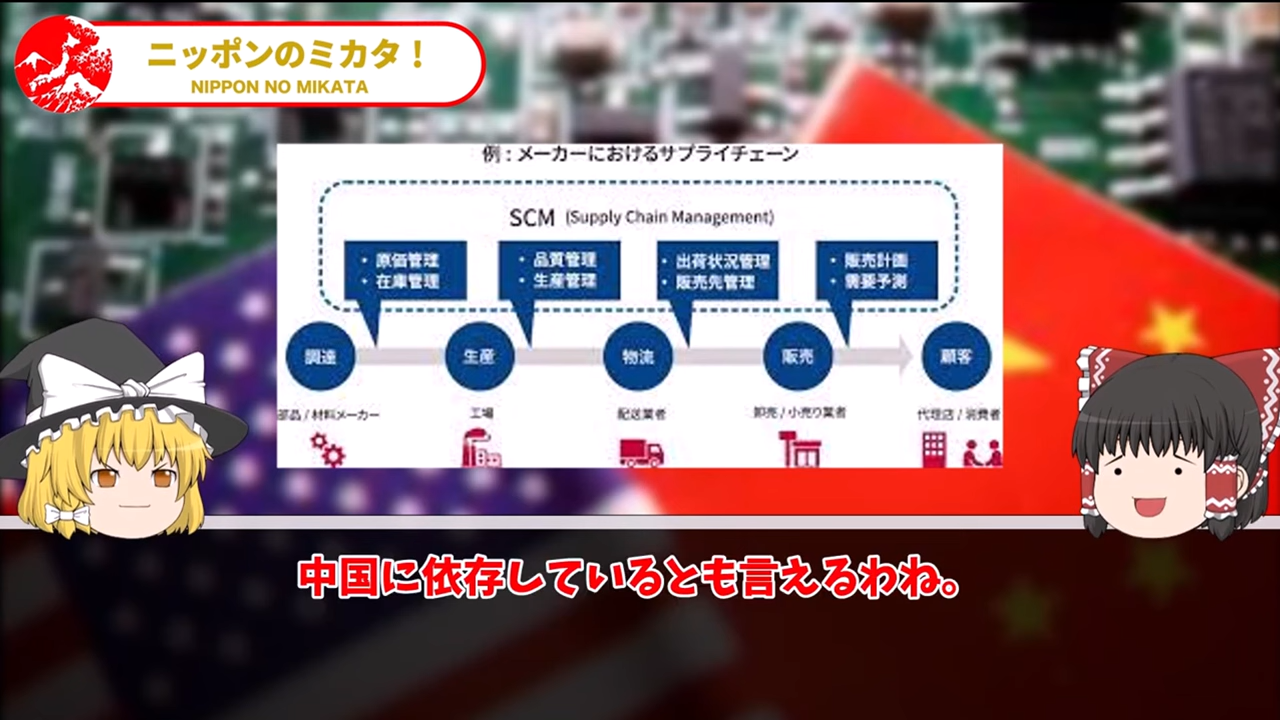 ニッポンのミカタ！
NIPPON NO MIKATA
例：メーカーにおけるサプライチェーン
SCM (Supply Chain Management)
・原価管理
・在庫管理
・品質管理
・生産管理
・出荷状況管理
・販売先管理
・販売計画
・需要予測
調達
生産
物流
販売
顧客
部品 / 材料メーカー
工場
配送業者
卸売 / 小売り業者
代理店 / 消費者
中国に依存しているとも言えるわね。